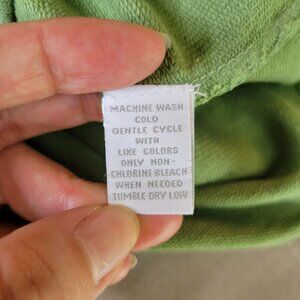 MACHINE WASH
COLD
GENTLE CYCLE
WITH
LIKE COLORS
ONLY NON-
CHLORINE BLEACH
WHEN NEEDED
TUMBLE DRY LOW